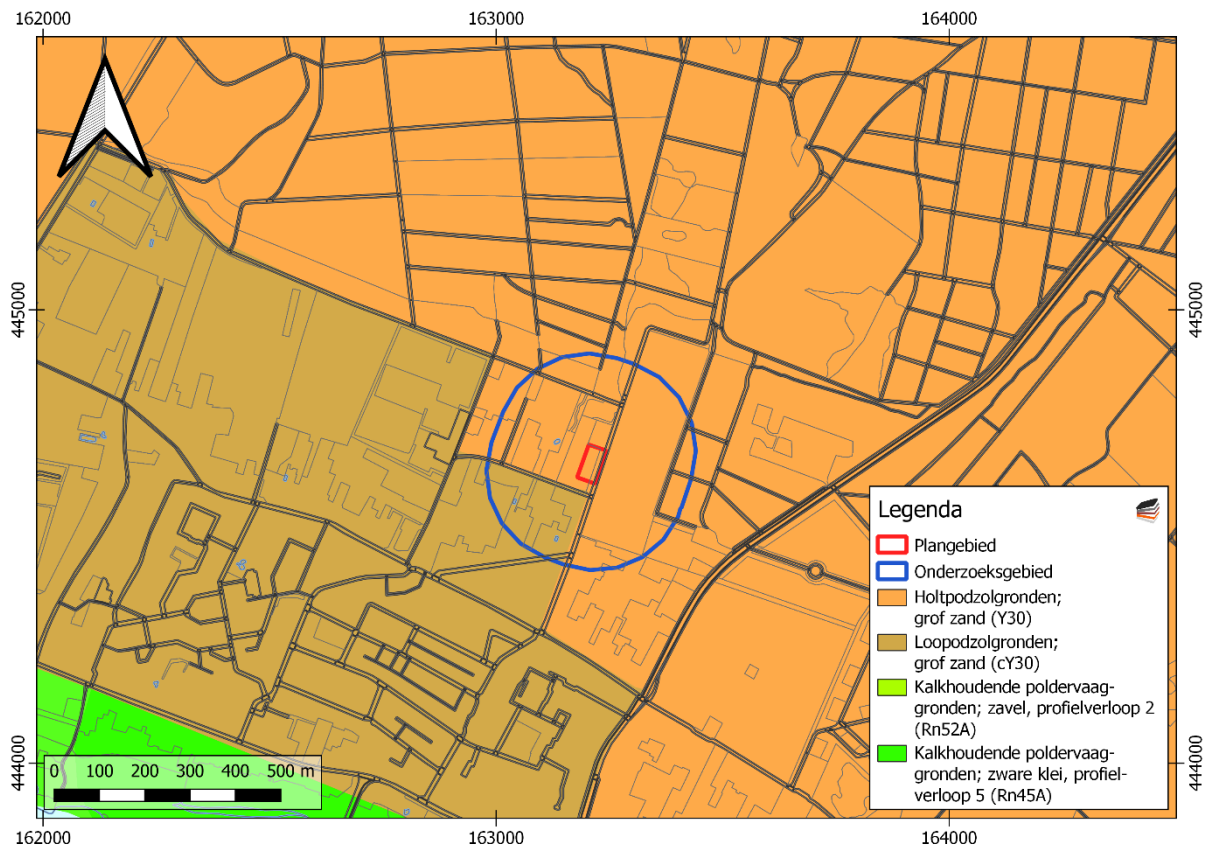 162000
163000
164000
445000
445000
Legenda
Plangebied
Onderzoeksgebied
Holtpodzolgronden;
grof zand (Y30)
Loopodzolgronden;
grof zand (cY30)
Kalkhoudende poldervaag-
gronden; zavel, profielverloop 2
(Rn52A)
Kalkhoudende poldervaag-
gronden; zware klei, profiel-
verloop 5 (Rn45A)
444000
444000
0 100 200 300 400 500 m
162000
163000
164000